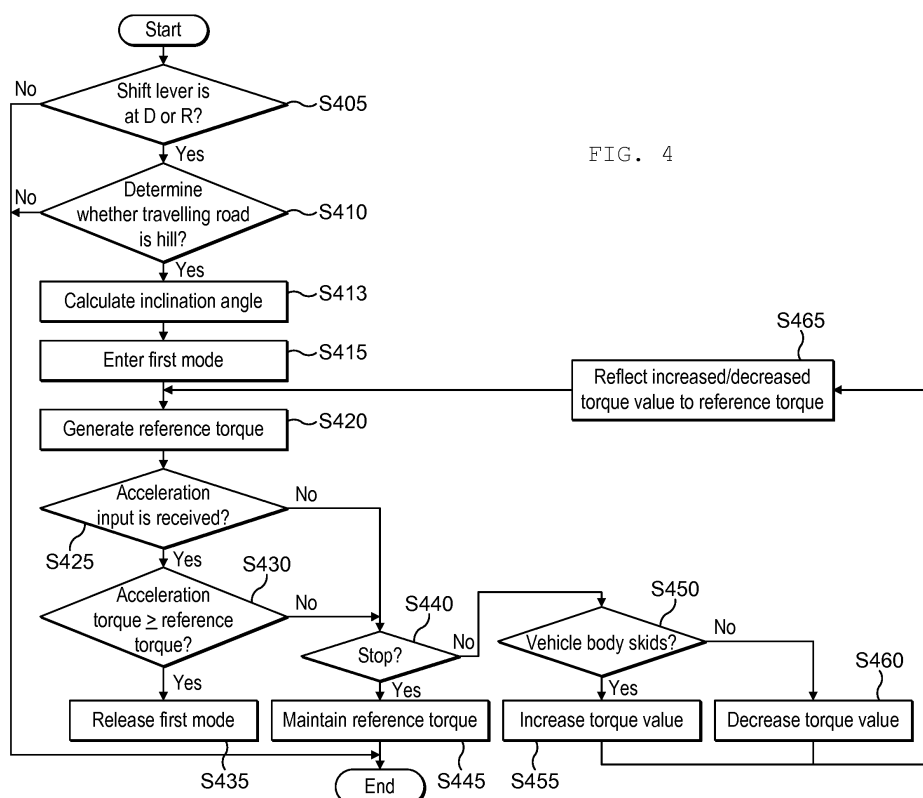 Start
No
Shift lever is
at D or R?
S405
Yes
FIG. 4
No
Determine
whether travelling road
is hill?
S410
Yes
Calculate inclination angle
S413
S465
Enter first mode
S415
Reflect increased/decreased
torque value to reference torque
Generate reference torque
S420
Acceleration
input is received?
No
S425
Yes
S430
Acceleration
torque ≥ reference
torque?
No
S440
Stop?
No
S450
Vehicle body skids?
No
Yes
Yes
Yes
S460
Release first mode
Maintain reference torque
Increase torque value
Decrease torque value
S435
S445
S455
End